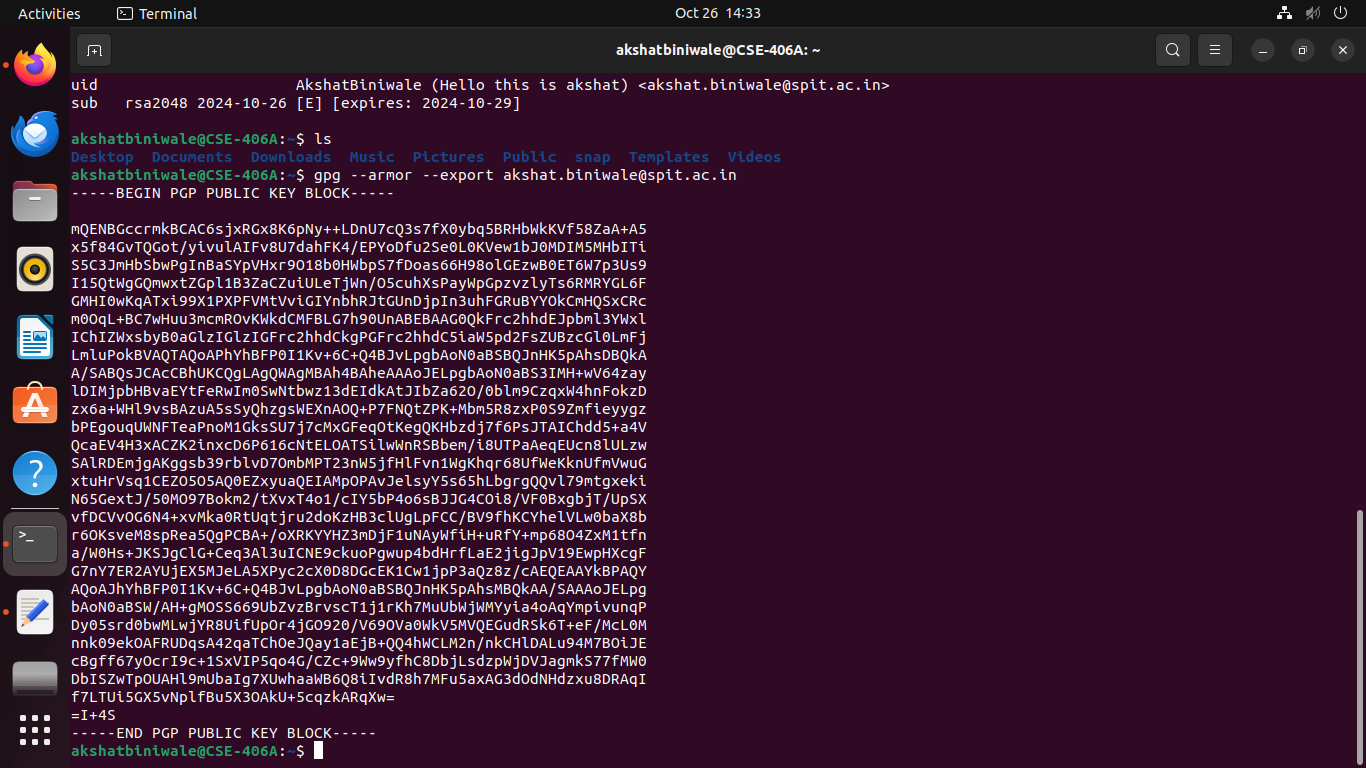 Activities
Terminal
Oct 26 14:33
akshatbiniwale@CSE-406A: ~
uid                      AkshatBiniwale (Hello this is akshat) <akshat.biniwale@spit.ac.in>
sub   rsa2048 2024-10-26 [E] [expires: 2024-10-29]
akshatbiniwale@CSE-406A:~$ ls
Desktop  Documents  Downloads  Music  Pictures  Public  snap  Templates  Videos
akshatbiniwale@CSE-406A:~$ gpg --armor --export akshat.biniwale@spit.ac.in
-----BEGIN PGP PUBLIC KEY BLOCK-----
mQENBGccrmkBCAC6sjxRGx8K6pNy++LDnU7cQ3s7fX0ybq5BRHbWkKVf58ZaA+A5
x5f84GvTQGot/yivulAIFv8U7dahFK4/EPYoDfu2Se0L0KVew1bJ0MDIM5MHbITi
S5C3JmHbSbwPgInBaSYpVHxr9O18b0HWbpS7fDoas66H98olGEzwB0ET6W7p3Us9
I15QtWgGQmwxtZGpl1B3ZaCZuiULeTjWn/O5cuhXsPayWpGpzvzlyTs6RMRYGL6F
GMHI0wKqATxi99X1PXPFVMtVviGIYnbhRJtGUnDjpIn3uhFGRuBYYOkCmHQSxCRc
m0OqL+BC7wHuu3mcmROvKWkdCMFBLG7h90UnABEBAAG0QkFrc2hhdEJpbml3YWxl
IChIZWxsbyB0aGlzIGlzIGFrc2hhdCkgPGFrc2hhdC5iaW5pd2FsZUBzcGl0LmFj
LmluPokBVAQTAQoAPhYhBFP0I1Kv+6C+Q4BJvLpgbAoN0aBSBQJnHK5pAhsDBQkA
A/SABQsJCAcCBhUKCQgLAgQWAgMBAh4BAheAAAoJELpgbAoN0aBS3IMH+wV64zay
lDIMjpbHBvaEYtFeRwIm0SwNtbwz13dEIdkAtJIbZa62O/0blm9CzqxW4hnFokzD
zx6a+WHl9vsBAzuA5sSyQhzgsWEXnAOQ+P7FNQtZPK+Mbm5R8zxP0S9Zmfieyygz
bPEgouqUWNFTeaPnoM1GksSU7j7cMxGFeqOtKegQKHbzdj7f6PsJTAIChdd5+a4V
QcaEV4H3xACZK2inxcD6P616cNtELOATSilwWnRSBbem/i8UTPaAeqEUcn8lULzw
SAlRDEmjgAKggsb39rblvD7OmbMPT23nW5jfHlFvn1WgKhqr68UfWeKknUfmVwuG
xtuHrVsq1CEZO5O5AQ0EZxyuaQEIAMpOPAvJelsyY5s65hLbgrgQQvl79mtgxeki
N65GextJ/50MO97Bokm2/tXvxT4o1/cIY5bP4o6sBJJG4COi8/VF0BxgbjT/UpSX
vfDCVvOG6N4+xvMka0RtUqtjru2doKzHB3clUgLpFCC/BV9fhKCYhelVLw0baX8b
r6OKsveM8spRea5QgPCBA+/oXRKYYHZ3mDjF1uNAyWfiH+uRfY+mp68O4ZxM1tfn
a/W0Hs+JKSJgClG+Ceq3Al3uICNE9ckuoPgwup4bdHrfLaE2jigJpV19EwpHXcgF
G7nY7ER2AYUjEX5MJeLA5XPyc2cX0D8DGcEK1Cw1jpP3aQz8z/cAEQEAAYkBPAQY
AQoAJhYhBFP0I1Kv+6C+Q4BJvLpgbAoN0aBSBQJnHK5pAhsMBQkAA/SAAAoJELpg
bAoN0aBSW/AH+gMOSS669UbZvzBrvscT1j1rKh7MuUbWjWMYyia4oAqYmpivunqP
Dy05srd0bwMLwjYR8UifUpOr4jGO920/V69OVa0WkV5MVQEGudRSk6T+eF/McL0M
nnk09ekOAFRUDqsA42qaTChOeJQay1aEjB+QQ4hWCLM2n/nkCHlDALu94M7BOiJE
cBgff67yOcrI9c+1SxVIP5qo4G/CZc+9Ww9yfhC8DbjLsdzpWjDVJagmkS77fMW0
DbISZwTpOUAHl9mUbaIg7XUwhaaWB6Q8iIvdR8h7MFu5axAG3dOdNHdzxu8DRAqI
f7LTUi5GX5vNplfBu5X3OAkU+5cqzkARqXw=
=I+4S
-----END PGP PUBLIC KEY BLOCK-----
akshatbiniwale@CSE-406A:~$